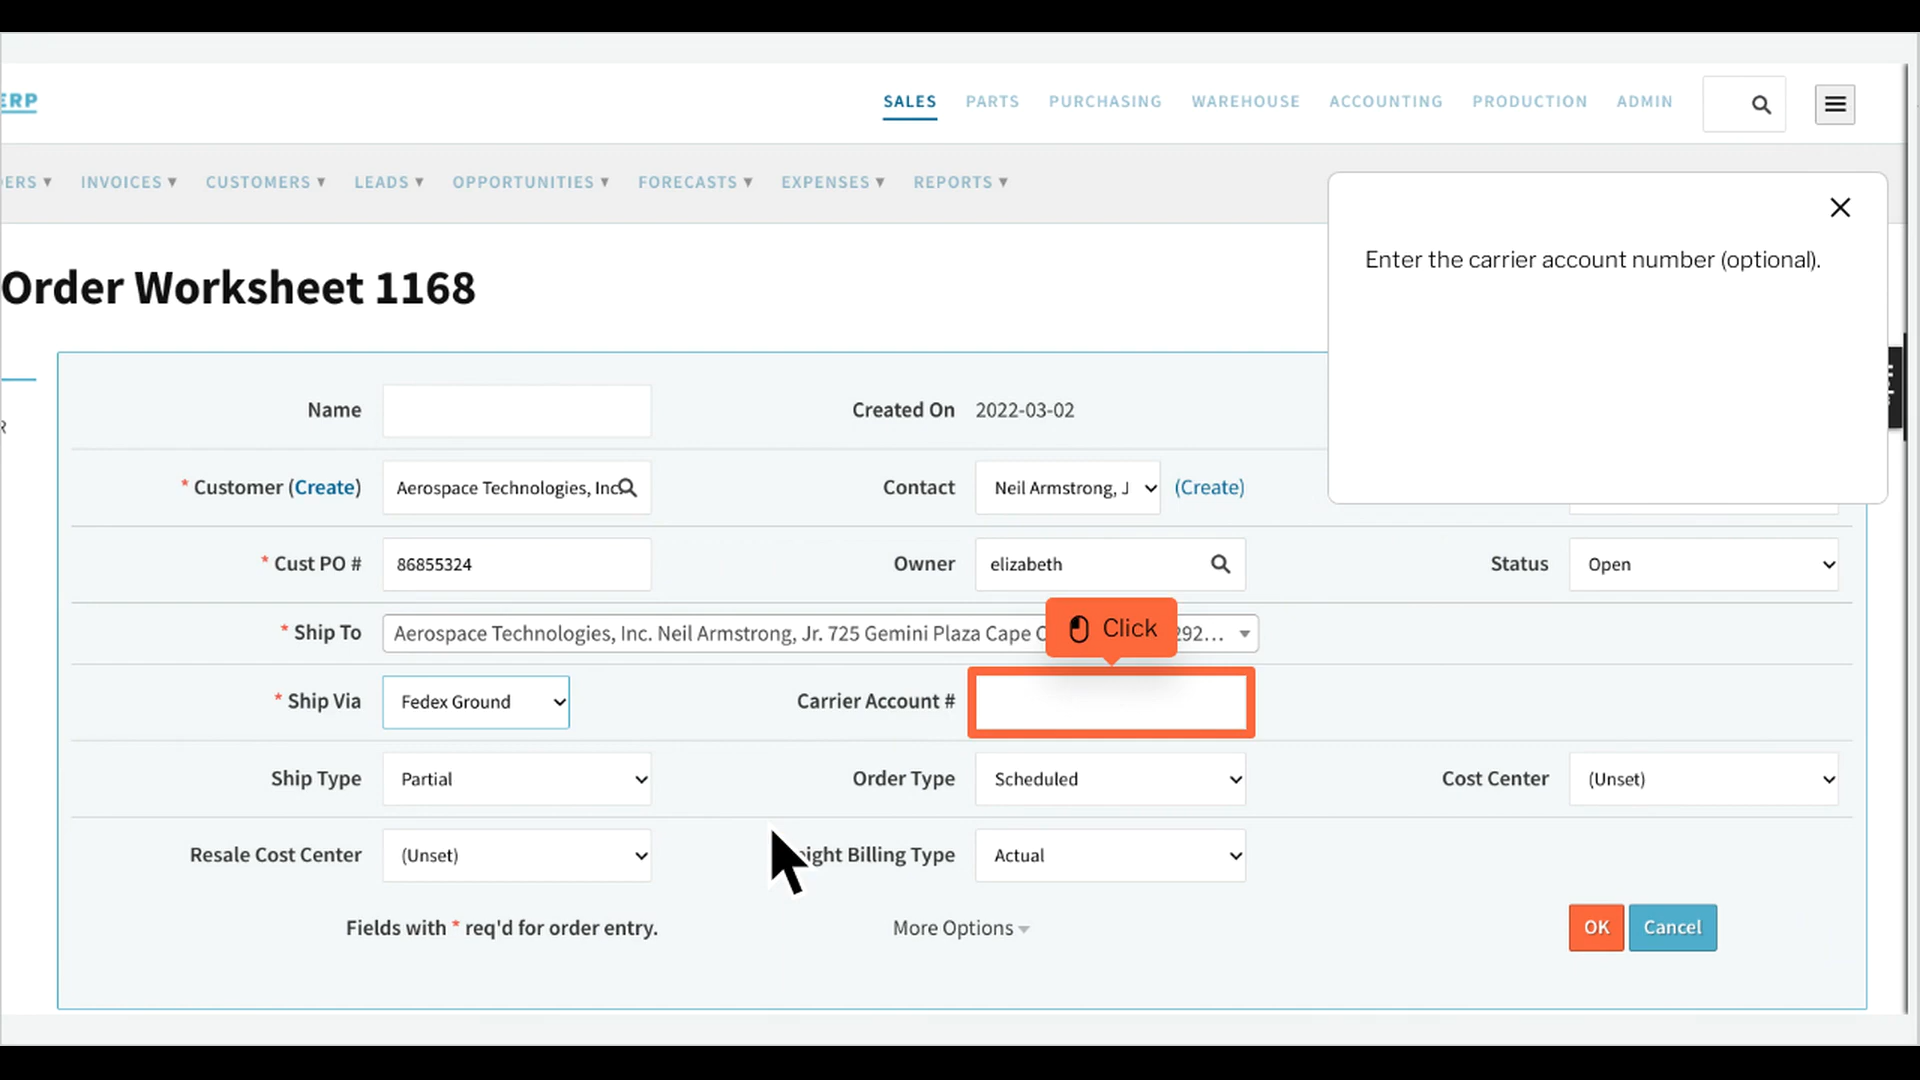 ERP
SALES PARTS PURCHASING WAREHOUSE ACCOUNTING PRODUCTION ADMIN
ERS INVOICES CUSTOMERS LEADS OPPORTUNITIES FORECASTS EXPENSES REPORTS
Enter the carrier account number (optional).
Order Worksheet 1168
R
Name Created On 2022-03-02
* Customer (Create) Aerospace Technologies, Inc Contact Neil Armstrong, J (Create)
* Cust PO # 86855324 Owner elizabeth Status Open
Click
* Ship To Aerospace Technologies, Inc. Neil Armstrong, Jr. 725 Gemini Plaza Cape C 292...
* Ship Via Fedex Ground Carrier Account #
Ship Type Partial Order Type Scheduled Cost Center (Unset)
Resale Cost Center (Unset) ight Billing Type Actual
Fields with * req'd for order entry. More Options OK Cancel